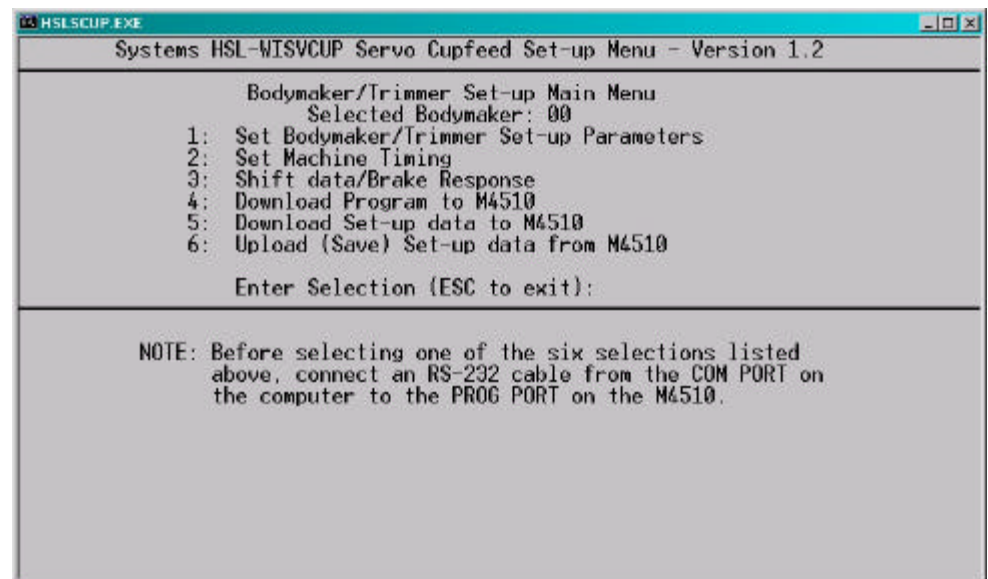 HSLSCUP.EXE
Systems HSL-WISVCUP Servo Cupfeed Set-up Menu - Version 1.2
Bodymaker/Trimmer Set-up Main Menu
Selected Bodymaker: 00
1: Set Bodymaker/Trimmer Set-up Parameters
2: Set Machine Timing
3: Shift data/Brake Response
4: Download Program to M4510
5: Download Set-up data to M4510
6: Upload (Save) Set-up data from M4510
Enter Selection (ESC to exit):
NOTE: Before selecting one of the six selections listed
above, connect an RS-232 cable from the COM PORT on
the computer to the PROG PORT on the M4510.